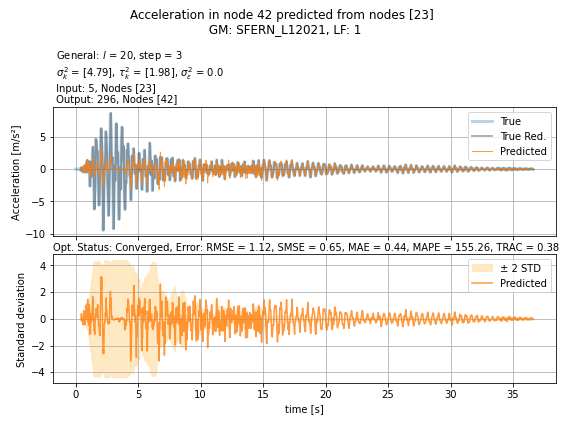 Acceleration in node 42 predicted from nodes [23]
GM: SFERN_L12021, LF: 1
General: l = 20, step = 3
σ²ₖ = [4.79], τ²ₖ = [1.98], σ²ε = 0.0
Input: 5, Nodes [23]
Output: 296, Nodes [42]
Acceleration [m/s²]
5
0
−5
−10
True
True Red.
Predicted
Opt. Status: Converged, Error: RMSE = 1.12, SMSE = 0.65, MAE = 0.44, MAPE = 155.26, TRAC = 0.38
Standard deviation
4
2
0
−2
−4
± 2 STD
Predicted
0 5 10 15 20 25 30 35
time [s]